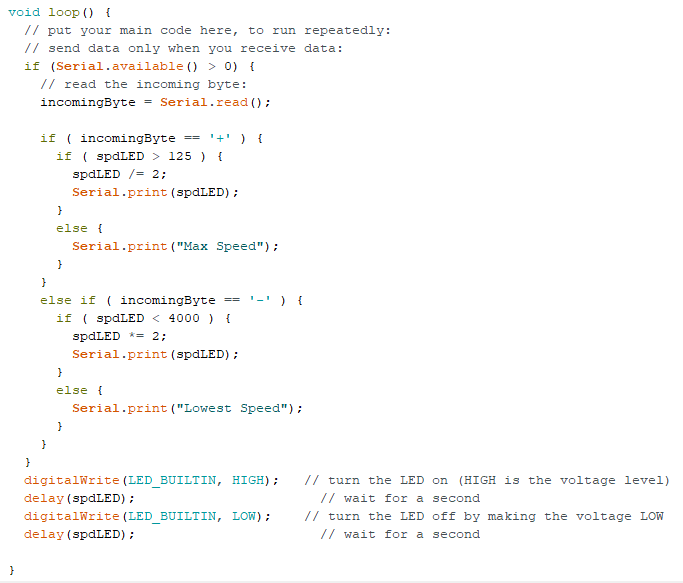 void loop() {
  // put your main code here, to run repeatedly:
  // send data only when you receive data:
  if (Serial.available() > 0) {
    // read the incoming byte:
    incomingByte = Serial.read();

    if ( incomingByte == '+' ) {
      if ( spdLED > 125 ) {
        spdLED /= 2;
        Serial.print(spdLED);
      }
      else {
        Serial.print("Max Speed");
      }
    }
    else if ( incomingByte == '-' ) {
      if ( spdLED < 4000 ) {
        spdLED *= 2;
        Serial.print(spdLED);
      }
      else {
        Serial.print("Lowest Speed");
      }
    }
  }
  digitalWrite(LED_BUILTIN, HIGH);   // turn the LED on (HIGH is the voltage level)
  delay(spdLED);                       // wait for a second
  digitalWrite(LED_BUILTIN, LOW);    // turn the LED off by making the voltage LOW
  delay(spdLED);                       // wait for a second

}